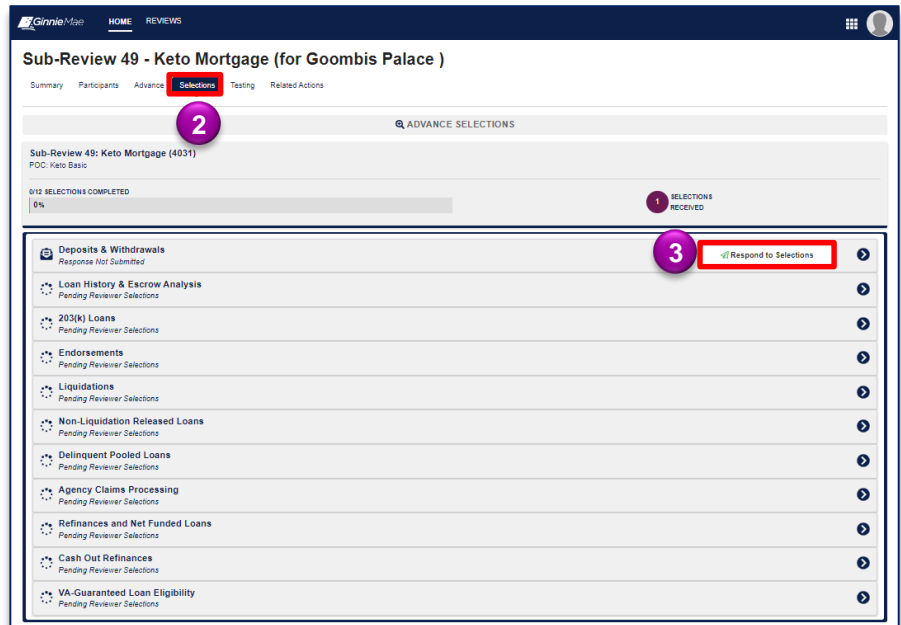 GinnieMae HOME REVIEWS
Sub-Review 49 - Keto Mortgage (for Goombis Palace )
Summary Participants Advance Selections Testing Related Actions
2
ADVANCE SELECTIONS
Sub-Review 49: Keto Mortgage (4031)
POC: Keto Basic
0/12 SELECTIONS COMPLETED
0%
1 SELECTIONS
RECEIVED
Deposits & Withdrawals
Response Not Submitted
3 Respond to Selections
Loan History & Escrow Analysis
Pending Reviewer Selections
203(k) Loans
Pending Reviewer Selections
Endorsements
Pending Reviewer Selections
Liquidations
Pending Reviewer Selections
Non-Liquidation Released Loans
Pending Reviewer Selections
Delinquent Pooled Loans
Pending Reviewer Selections
Agency Claims Processing
Pending Reviewer Selections
Refinances and Net Funded Loans
Pending Reviewer Selections
Cash Out Refinances
Pending Reviewer Selections
VA-Guaranteed Loan Eligibility
Pending Reviewer Selections